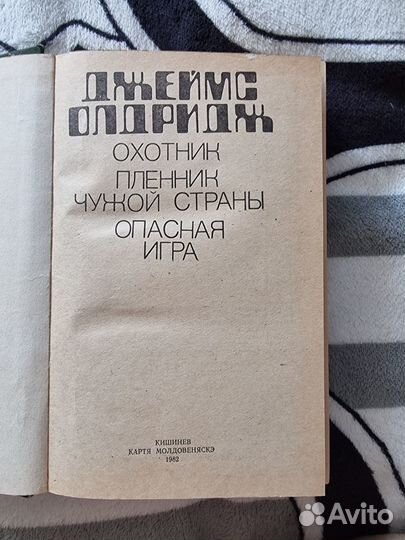 ДЖЕЙМС
ОЛДРИДЖ
ОХОТНИК
ПЛЕННИК
ЧУЖОЙ СТРАНЫ
ОПАСНАЯ
ИГРА
КИШИНЕВ
КАРТЯ МОЛДОВЕНЯСКЭ
1982
Avito